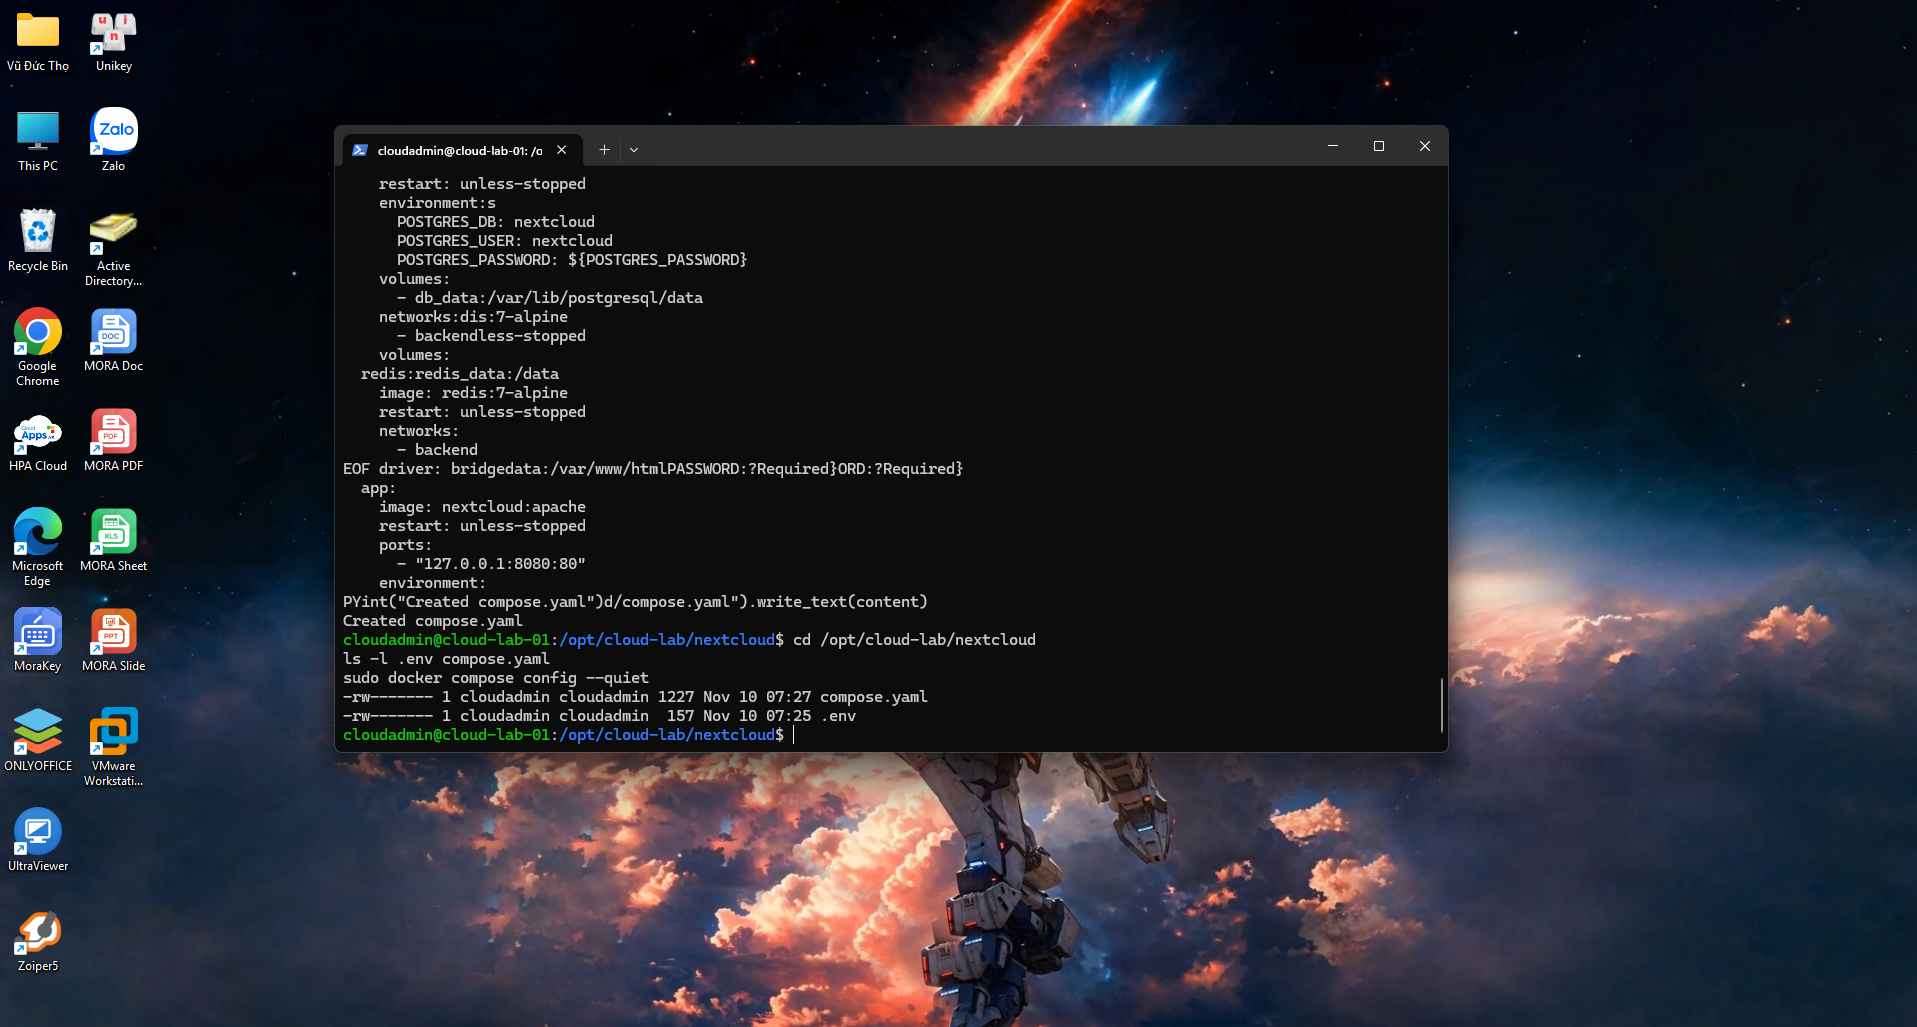 Vũ Đức Thọ
Unikey
This PC
Zalo
Zalo
Recycle Bin
Active
Directory...
Google
Chrome
DOC
MORA Doc
Cloud
Apps.vn
HPA Cloud
PDF
MORA PDF
Microsoft
Edge
XLS
MORA Sheet
MoraKey
PPT
MORA Slide
ONLYOFFICE
VMware
Workstati...
UltraViewer
Zoiper5
cloudadmin@cloud-lab-01: /o
    restart: unless-stopped
    environment:s
      POSTGRES_DB: nextcloud
      POSTGRES_USER: nextcloud
      POSTGRES_PASSWORD: ${POSTGRES_PASSWORD}
    volumes:
      - db_data:/var/lib/postgresql/data
    networks:dis:7-alpine
      - backendless-stopped
    volumes:
  redis:redis_data:/data
    image: redis:7-alpine
    restart: unless-stopped
    networks:
      - backend
EOF driver: bridgedata:/var/www/htmlPASSWORD:?Required}ORD:?Required}
  app:
    image: nextcloud:apache
    restart: unless-stopped
    ports:
      - "127.0.0.1:8080:80"
    environment:
PYint("Created compose.yaml")d/compose.yaml").write_text(content)
Created compose.yaml
cloudadmin@cloud-lab-01:/opt/cloud-lab/nextcloud$ cd /opt/cloud-lab/nextcloud
ls -l .env compose.yaml
sudo docker compose config --quiet
-rw------- 1 cloudadmin cloudadmin 1227 Nov 10 07:27 compose.yaml
-rw------- 1 cloudadmin cloudadmin  157 Nov 10 07:25 .env
cloudadmin@cloud-lab-01:/opt/cloud-lab/nextcloud$